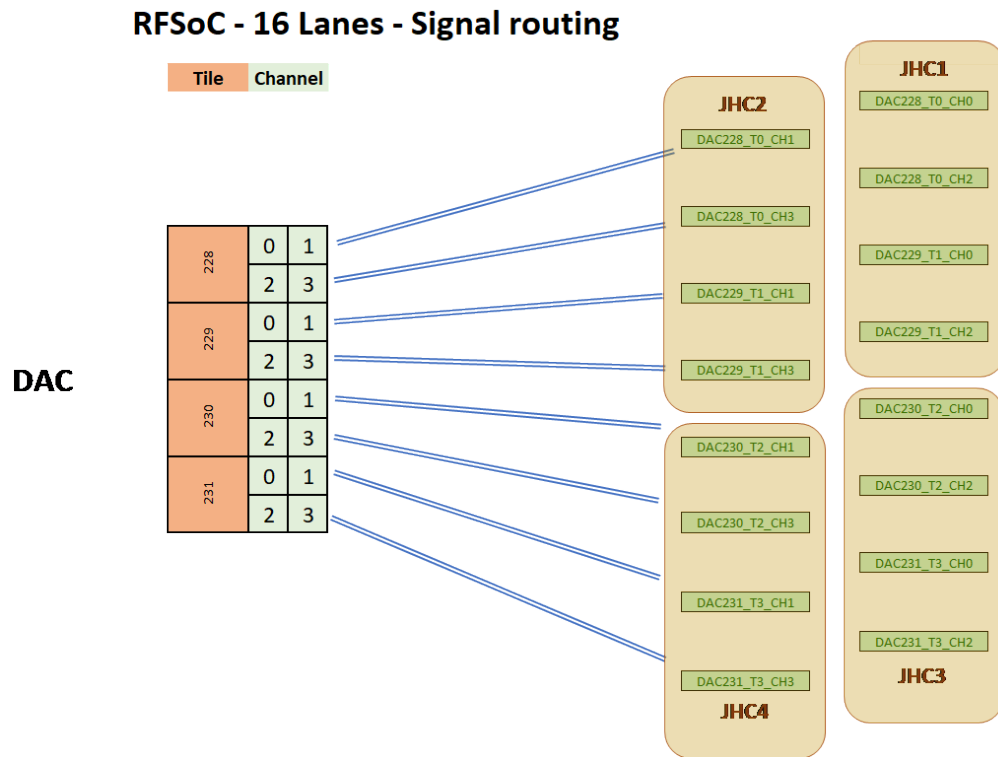 RFSoC - 16 Lanes - Signal routing
Tile Channel
DAC
228
0 1
2 3
229
0 1
2 3
230
0 1
2 3
231
0 1
2 3
JHC2
DAC228_T0_CH1
DAC228_T0_CH3
DAC229_T1_CH1
DAC229_T1_CH3
JHC1
DAC228_T0_CH0
DAC228_T0_CH2
DAC229_T1_CH0
DAC229_T1_CH2
DAC230_T2_CH1
DAC230_T2_CH3
DAC231_T3_CH1
DAC231_T3_CH3
JHC4
DAC230_T2_CH0
DAC230_T2_CH2
DAC231_T3_CH0
DAC231_T3_CH2
JHC3